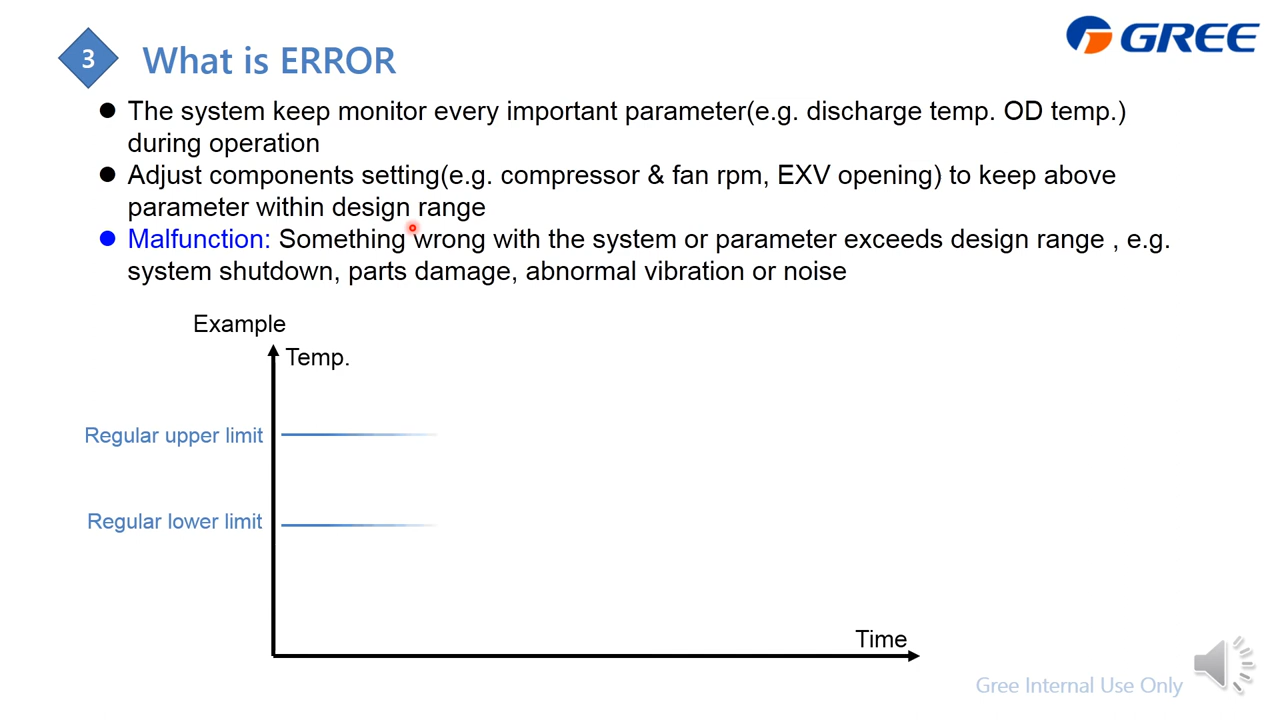 3
What is ERROR
GREE
The system keep monitor every important parameter(e.g. discharge temp. OD temp.)
during operation
Adjust components setting(e.g. compressor & fan rpm, EXV opening) to keep above
parameter within design range
Malfunction: Something wrong with the system or parameter exceeds design range , e.g.
system shutdown, parts damage, abnormal vibration or noise
Example
Temp.
Regular upper limit
Regular lower limit
Time
Gree Internal Use Only